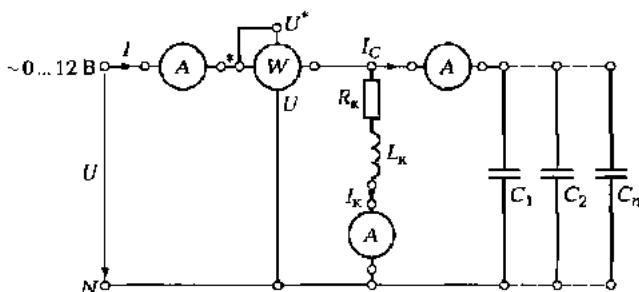 U*
~0...12 В I A * W I_C A
U R_к
L_к
U I_к C_1 C_2 C_n
A
N